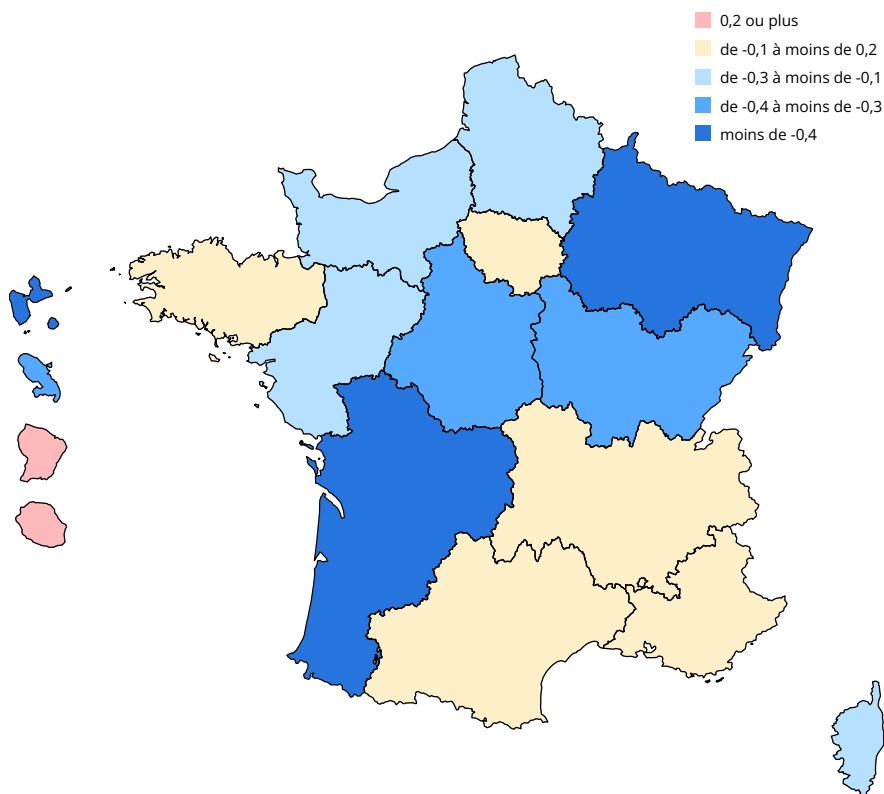 0,2 ou plus
de -0,1 à moins de 0,2
de -0,3 à moins de -0,1
de -0,4 à moins de -0,3
moins de -0,4